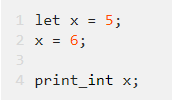 1 let x = 5;
2 x = 6;
3
4 print_int x;